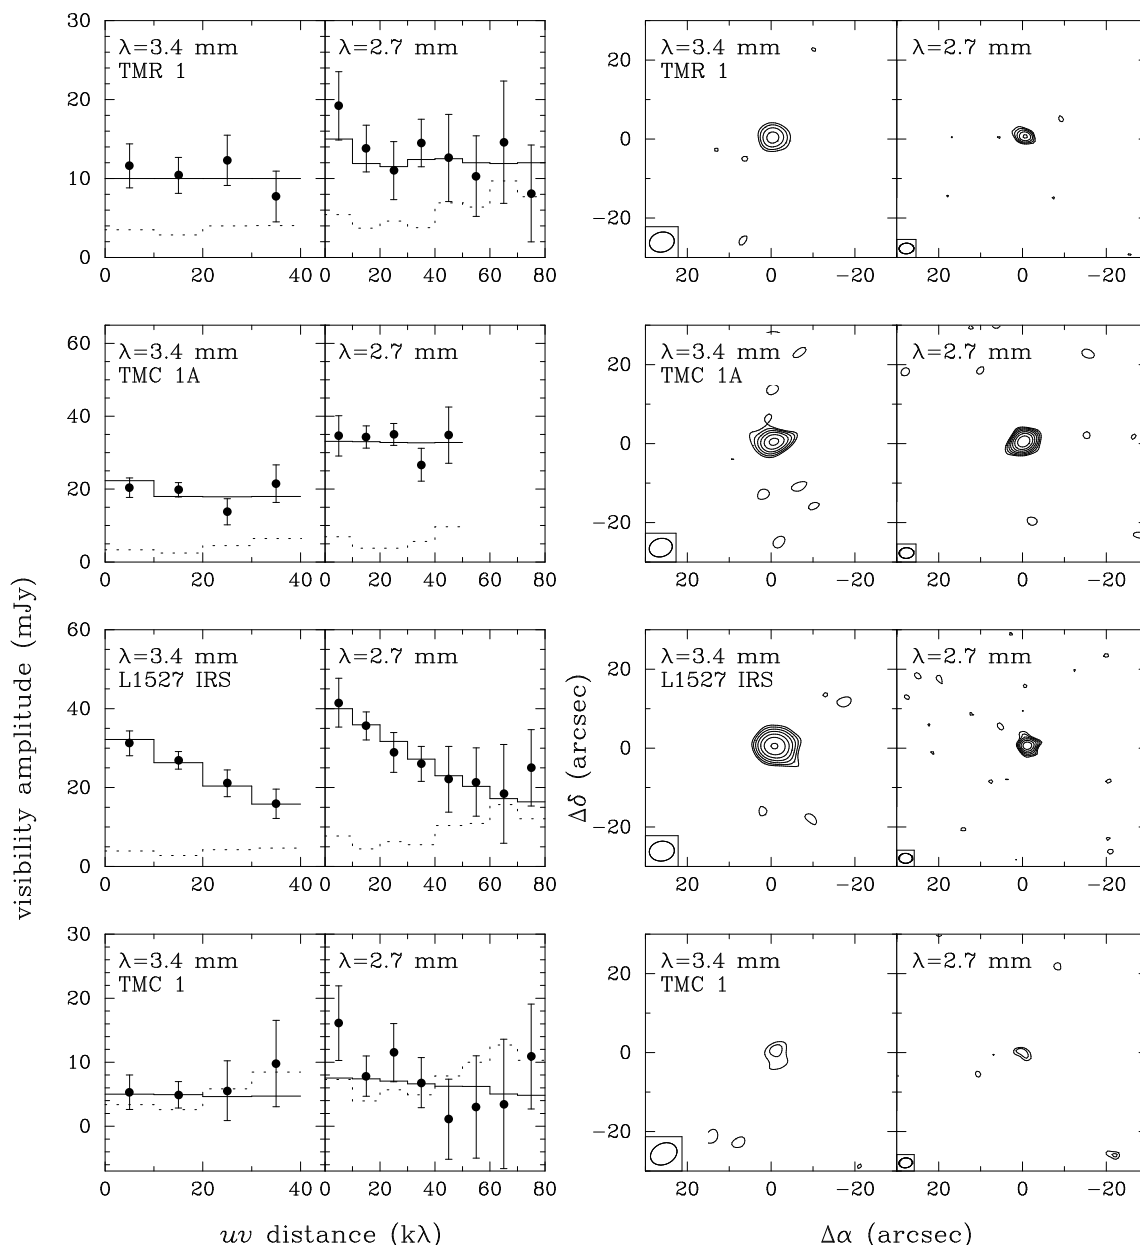 30
20
10
0
λ=3.4 mm
TMR 1
λ=2.7 mm
0 20 40
0 20 40 60 80
20
0
−20
λ=3.4 mm
TMR 1
λ=2.7 mm
20 0 −20
20 0 −20
60
40
20
0
λ=3.4 mm
TMC 1A
λ=2.7 mm
0 20 40
0 20 40 60 80
20
0
−20
λ=3.4 mm
TMC 1A
λ=2.7 mm
20 0 −20
20 0 −20
60
40
20
0
λ=3.4 mm
L1527 IRS
λ=2.7 mm
0 20 40
0 20 40 60 80
20
0
−20
λ=3.4 mm
L1527 IRS
λ=2.7 mm
20 0 −20
20 0 −20
30
20
10
0
λ=3.4 mm
TMC 1
λ=2.7 mm
0 20 40
0 20 40 60 80
20
0
−20
λ=3.4 mm
TMC 1
λ=2.7 mm
20 0 −20
20 0 −20
visibility amplitude (mJy)
uv distance (kλ)
Δδ (arcsec)
Δα (arcsec)